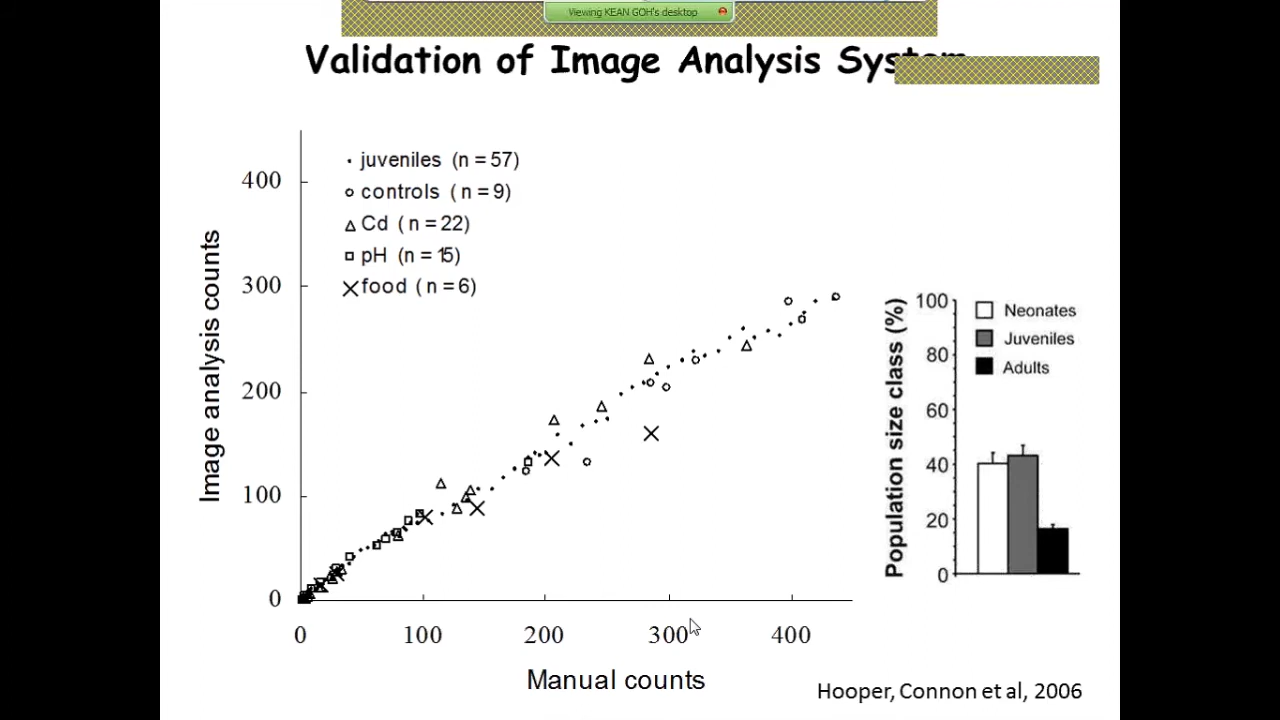 Viewing KEAN GOH's desktop
Validation of Image Analysis System
juveniles (n = 57)
controls ( n = 9)
Cd ( n = 22)
pH (n = 15)
food ( n = 6)
Image analysis counts
400
300
200
100
0
0 100 200 300 400
Manual counts
Population size class (%)
100
80
60
40
20
0
Neonates
Juveniles
Adults
Hooper, Connon et al, 2006